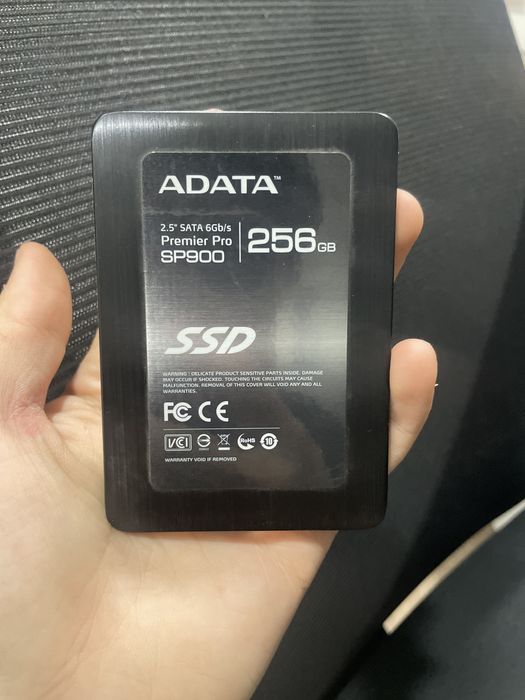 ADATA™
2.5" SATA 6Gb/s
Premier Pro
SP900
256GB
SSD
WARNING : DELICATE PRODUCT SENSITIVE PARTS INSIDE. DAMAGE
MAY OCCUR IF SHOCKED. TOUCHING THE CIRCUITS MAY CAUSE
MALFUNCTION. REMOVAL OF THIS COVER WILL VOID ANY AND ALL
WARRANTIES.
FC CE
VCI RoHS 10
WARRANTY VOID IF REMOVED